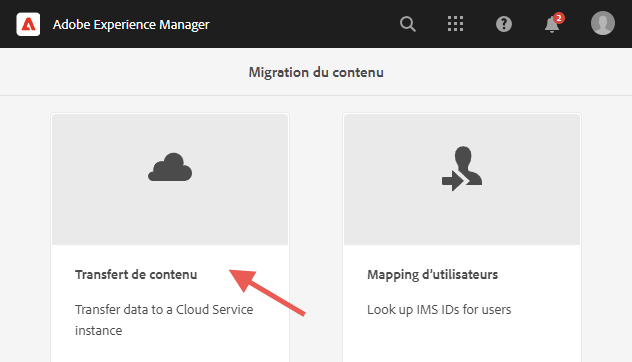 Adobe Experience Manager
2
Migration du contenu
Transfert de contenu
Transfer data to a Cloud Service
instance
Mapping d’utilisateurs
Look up IMS IDs for users